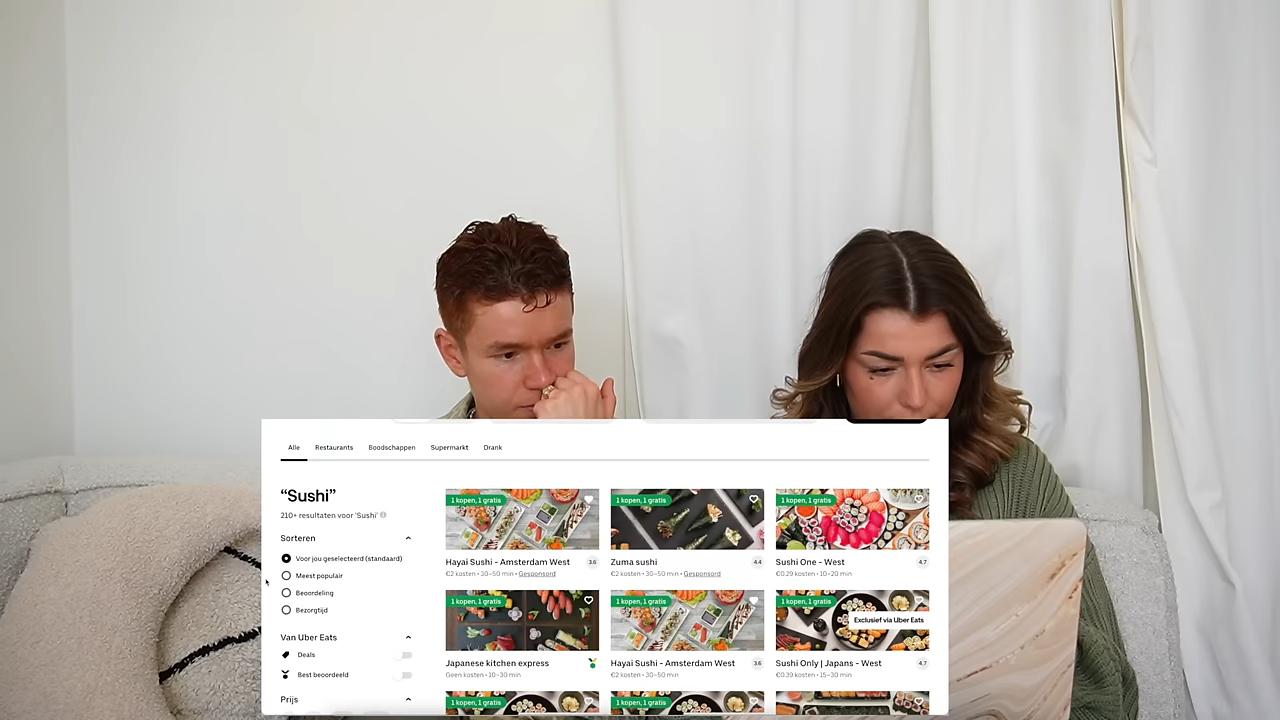 Alle Restaurants Boodschappen Supermarkt Drank
“Sushi”
210+ resultaten voor 'Sushi'
Sorteren
Voor jou geselecteerd (standaard)
Meest populair
Beoordeling
Bezorgtijd
Van Uber Eats
Deals
Best beoordeeld
Prijs
1 kopen, 1 gratis
Hayai Sushi - Amsterdam West 3.6
€2 kosten • 30–50 min • Gesponsord
1 kopen, 1 gratis
Zuma sushi 4.4
€2 kosten • 30–50 min • Gesponsord
1 kopen, 1 gratis
Sushi One - West 4.7
€0.29 kosten • 10–20 min
1 kopen, 1 gratis
Japanese kitchen express
Geen kosten • 10–30 min
1 kopen, 1 gratis
Hayai Sushi - Amsterdam West 3.6
€2 kosten • 30–50 min
1 kopen, 1 gratis
Exclusief via Uber Eats
Sushi Only | Japans - West 4.7
€0.39 kosten • 15–30 min
1 kopen, 1 gratis
1 kopen, 1 gratis